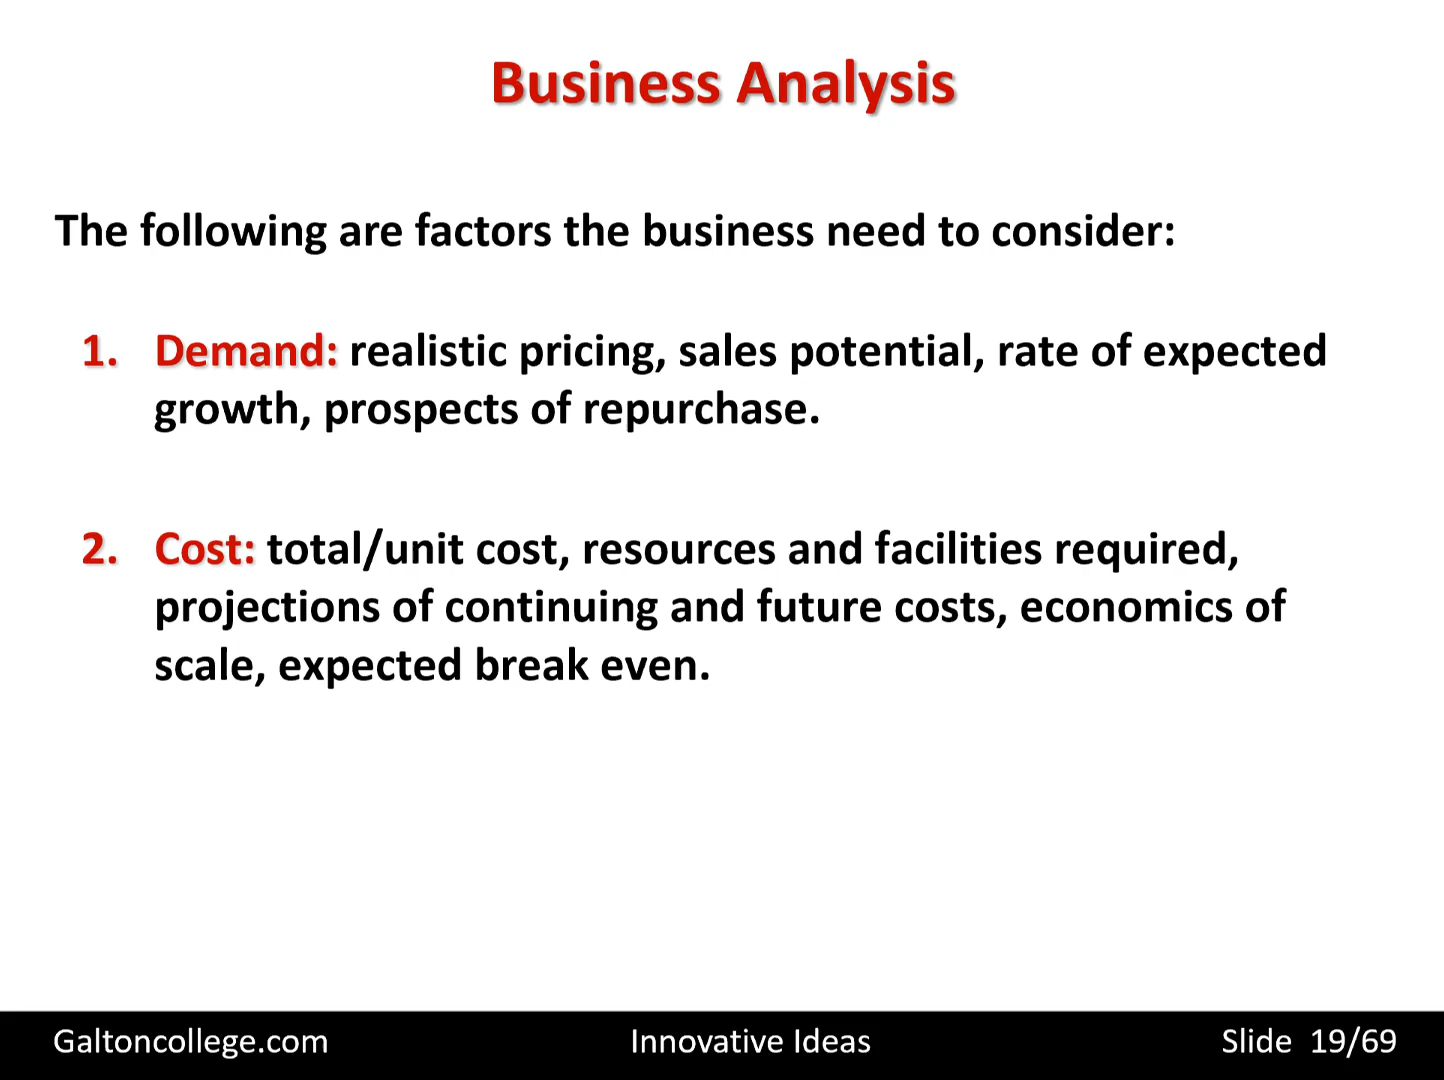 Business Analysis
The following are factors the business need to consider:
1. Demand: realistic pricing, sales potential, rate of expected
growth, prospects of repurchase.
2. Cost: total/unit cost, resources and facilities required,
projections of continuing and future costs, economics of
scale, expected break even.
Galtoncollege.com Innovative Ideas Slide 19/69